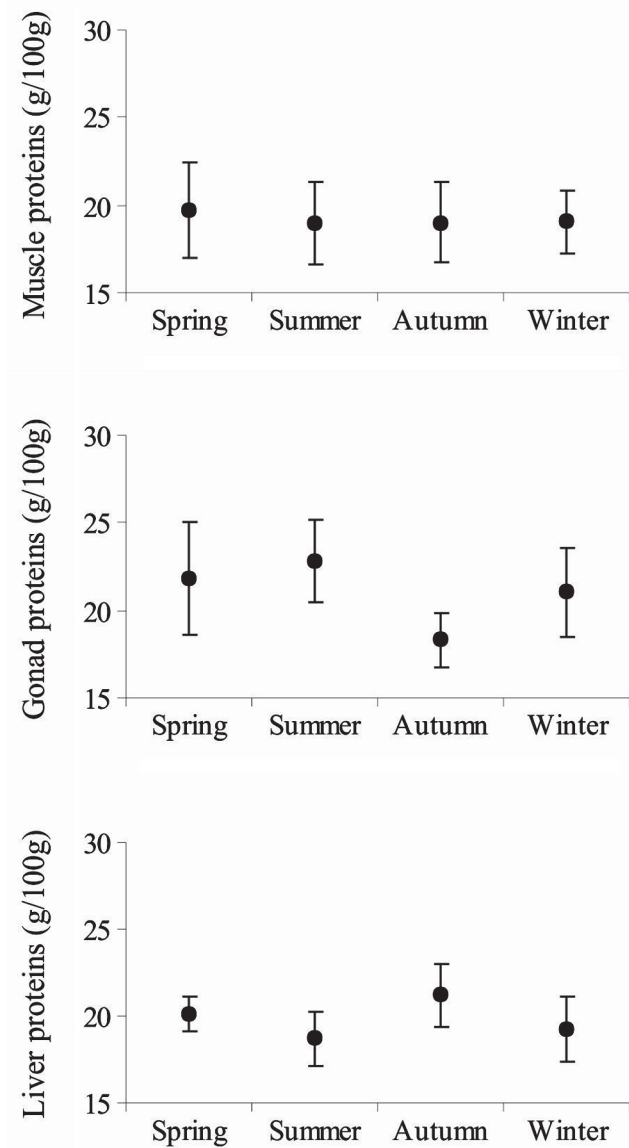 Muscle proteins (g/100g)
30
25
20
15
Spring Summer Autumn Winter
Gonad proteins (g/100g)
30
25
20
15
Spring Summer Autumn Winter
Liver proteins (g/100g)
30
25
20
15
Spring Summer Autumn Winter